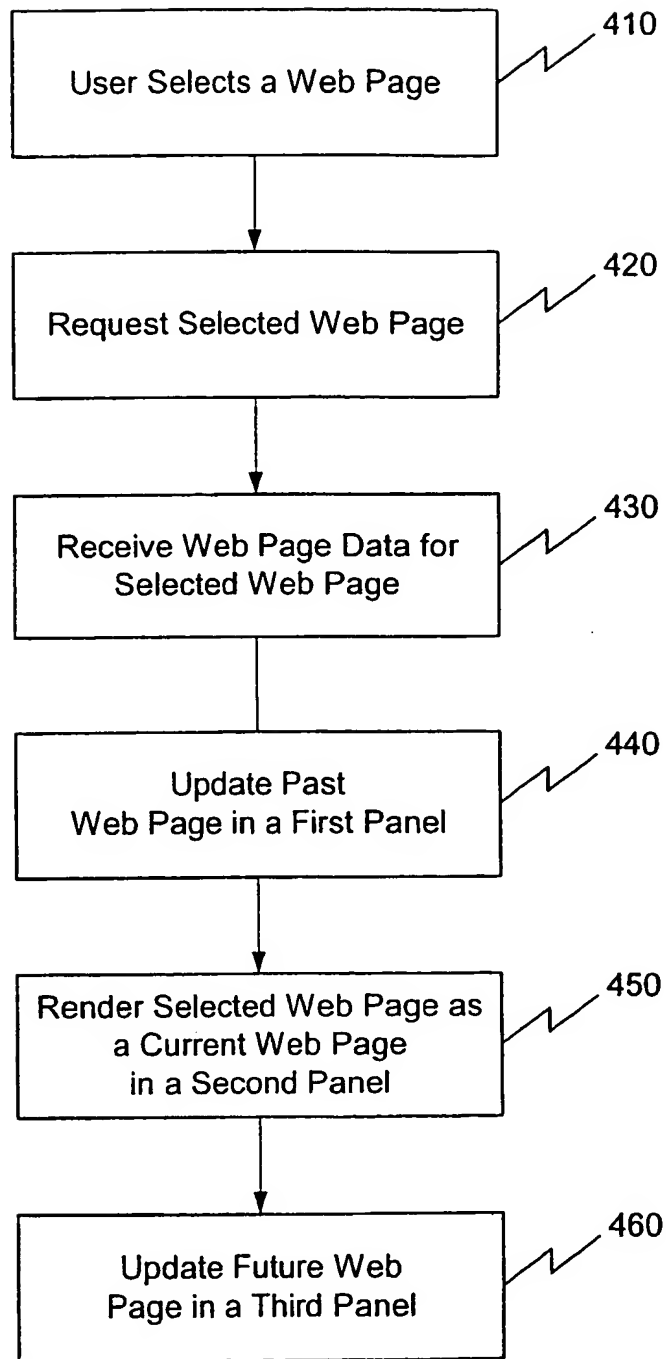 410
User Selects a Web Page
420
Request Selected Web Page
430
Receive Web Page Data for
Selected Web Page
440
Update Past
Web Page in a First Panel
450
Render Selected Web Page as
a Current Web Page
in a Second Panel
460
Update Future Web
Page in a Third Panel